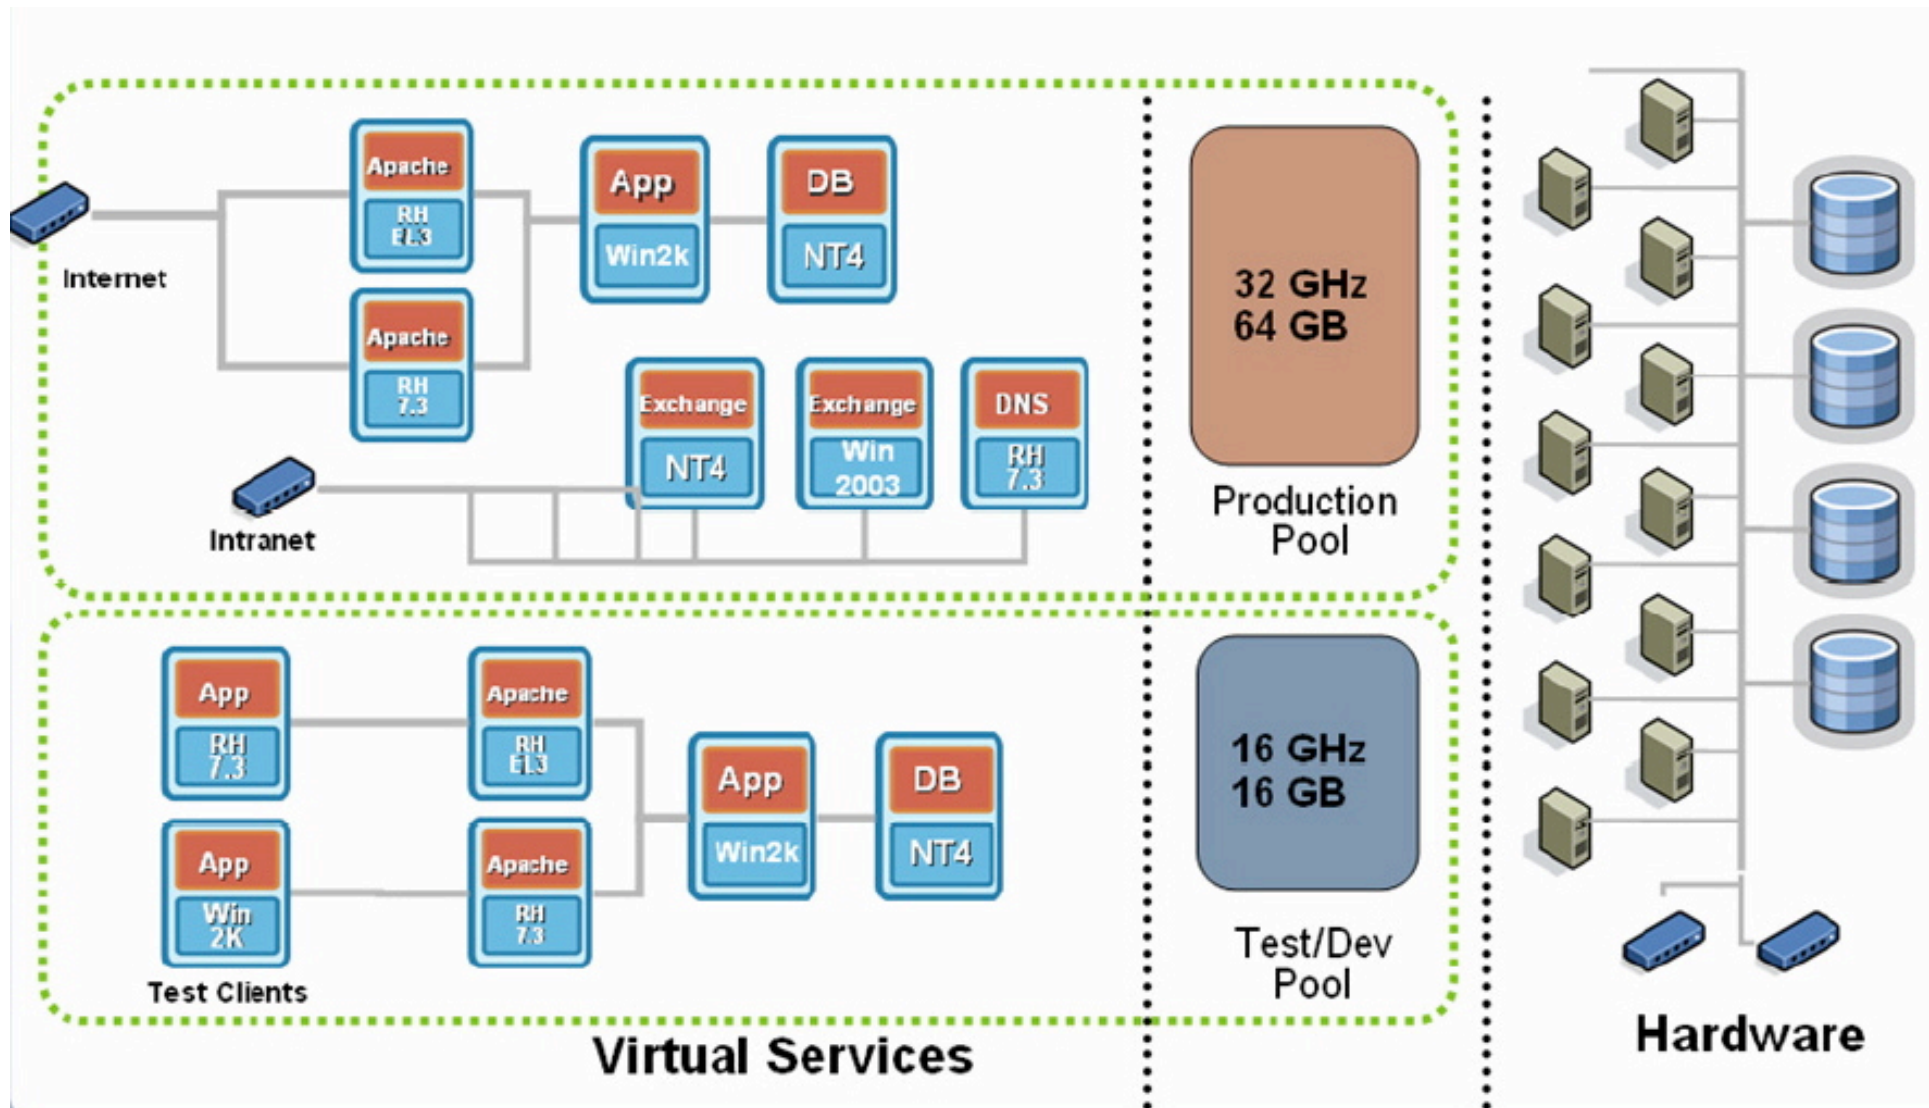 Apache
RH
EL3
App
Win2k
DB
NT4
Internet
Apache
RH
7.3
Exchange
NT4
Exchange
Win
2003
DNS
RH
7.3
Intranet
32 GHz
64 GB
Production
Pool
App
RH
7.3
Apache
RH
EL3
App
Win2k
DB
NT4
App
Win
2K
Apache
RH
7.3
Test Clients
16 GHz
16 GB
Test/Dev
Pool
Virtual Services
Hardware